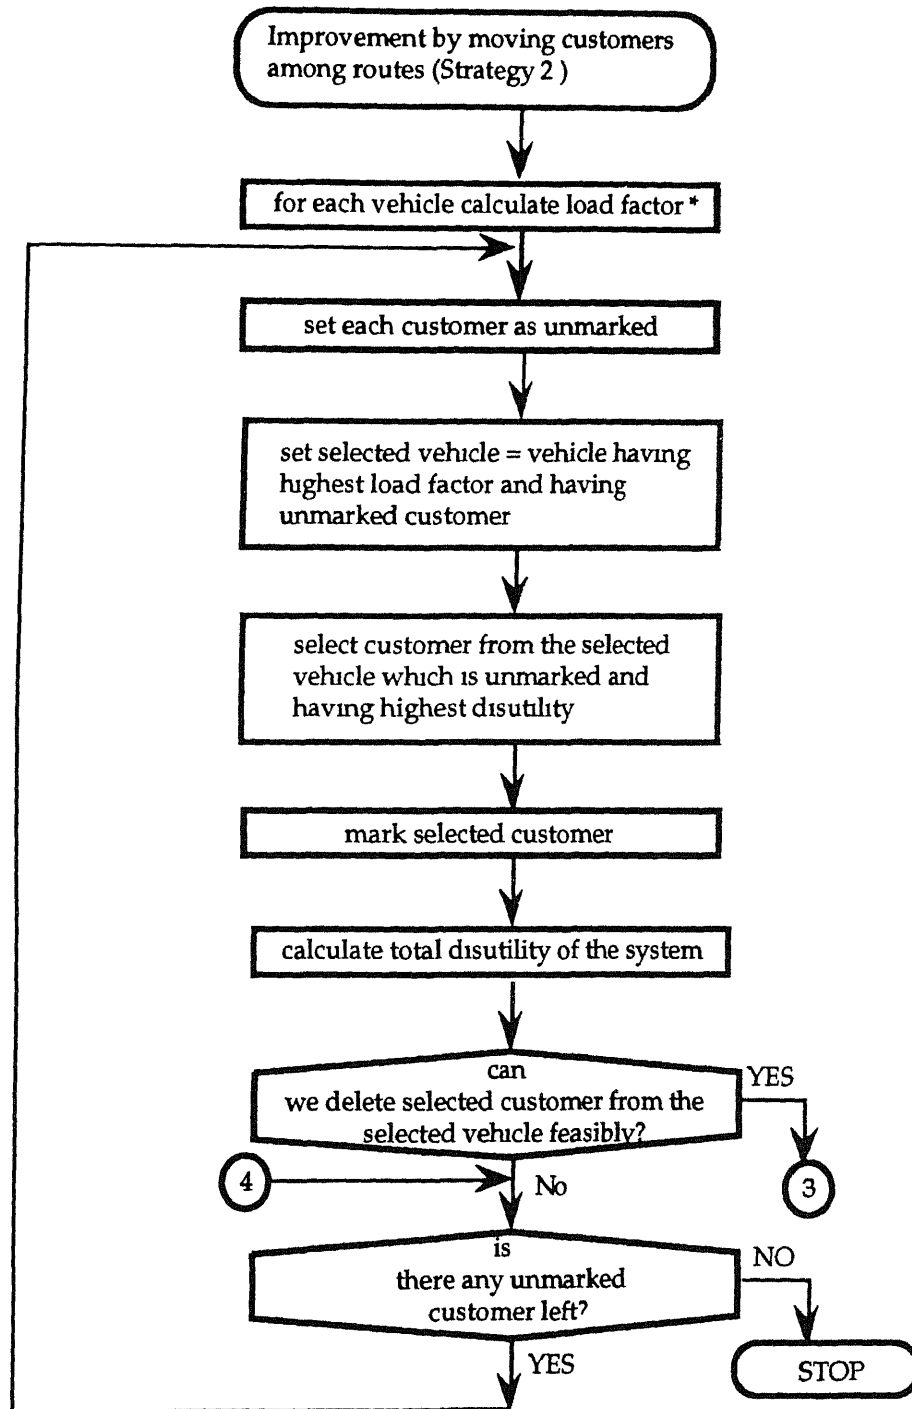 Improvement by moving customers
among routes (Strategy 2 )
for each vehicle calculate load factor *
set each customer as unmarked
set selected vehicle = vehicle having
highest load factor and having
unmarked customer
select customer from the selected
vehicle which is unmarked and
having highest disutility
mark selected customer
calculate total disutility of the system
can
we delete selected customer from the
selected vehicle feasibly?
YES
4
No
3
is
there any unmarked
customer left?
NO
YES
STOP